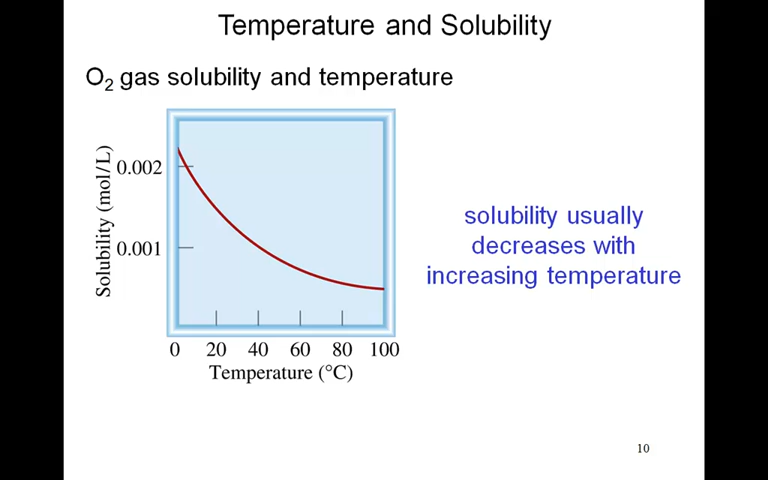 Temperature and Solubility
O₂ gas solubility and temperature
Solubility (mol/L)
0.002
0.001
0 20 40 60 80 100
Temperature (°C)
solubility usually
decreases with
increasing temperature
10